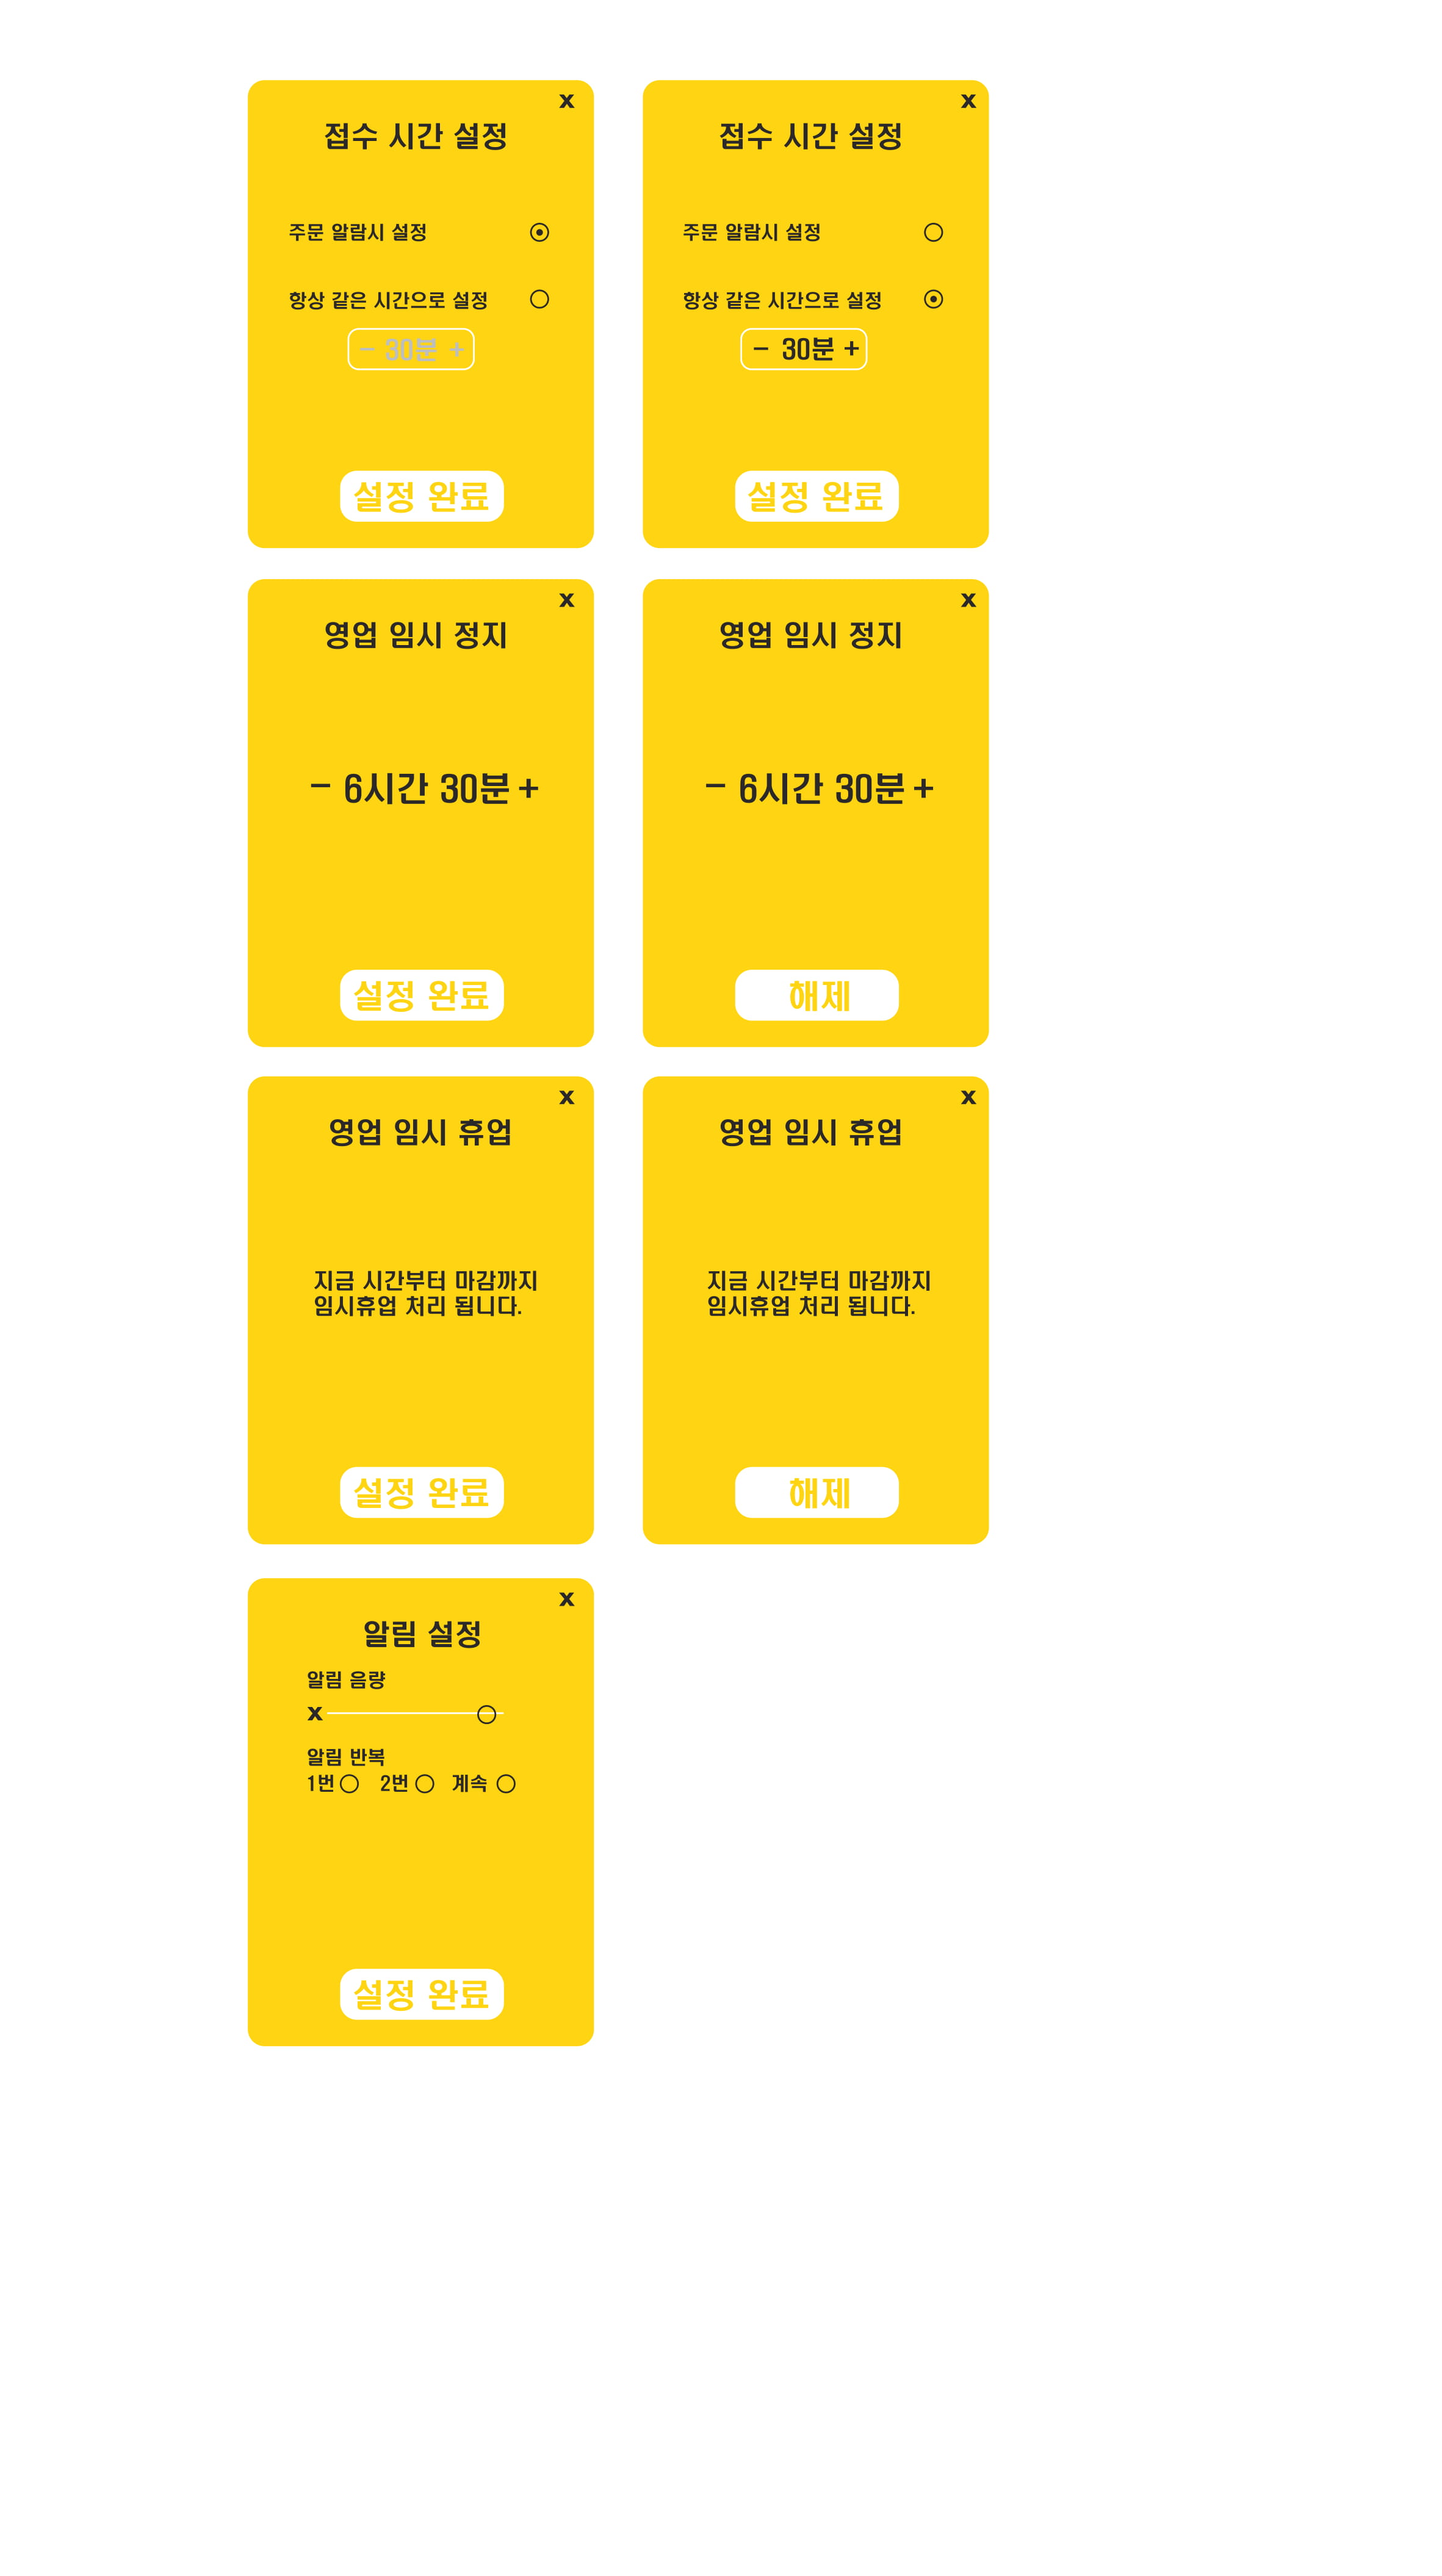 x
접수 시간 설정
주문 알람시 설정
항상 같은 시간으로 설정
- 30분 +
설정 완료
x
접수 시간 설정
주문 알람시 설정
항상 같은 시간으로 설정
- 30분 +
설정 완료
x
영업 임시 정지
- 6시간 30분 +
설정 완료
x
영업 임시 정지
- 6시간 30분 +
해제
x
영업 임시 휴업
지금 시간부터 마감까지
임시휴업 처리 됩니다.
설정 완료
x
영업 임시 휴업
지금 시간부터 마감까지
임시휴업 처리 됩니다.
해제
x
알림 설정
알림 음량
x
알림 반복
1번 2번 계속
설정 완료